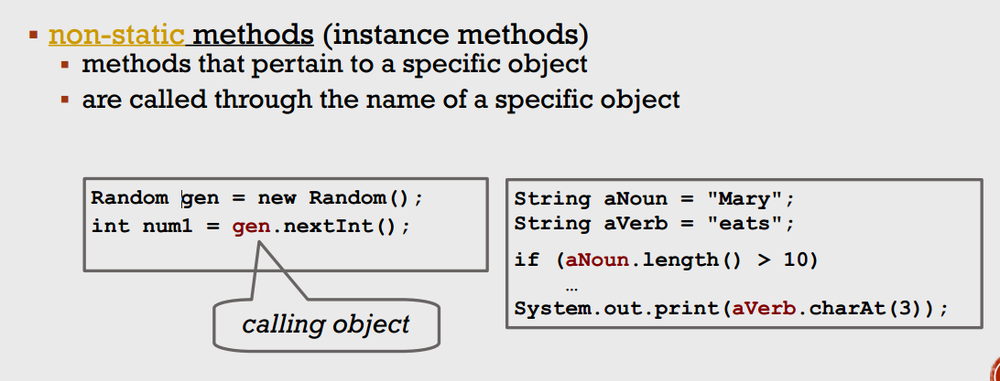 non-static methods (instance methods)
methods that pertain to a specific object
are called through the name of a specific object
Random gen = new Random();
int num1 = gen.nextInt();
calling object
String aNoun = "Mary";
String aVerb = "eats";
if (aNoun.length() > 10)
…
System.out.print(aVerb.charAt(3));